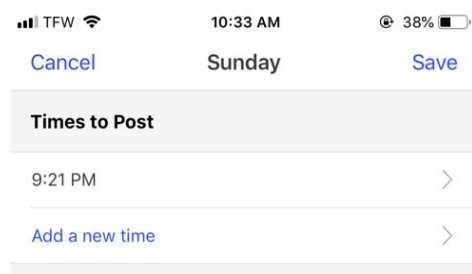 TFW 10:33 AM 38%
Cancel Sunday Save
Times to Post
9:21 PM
Add a new time